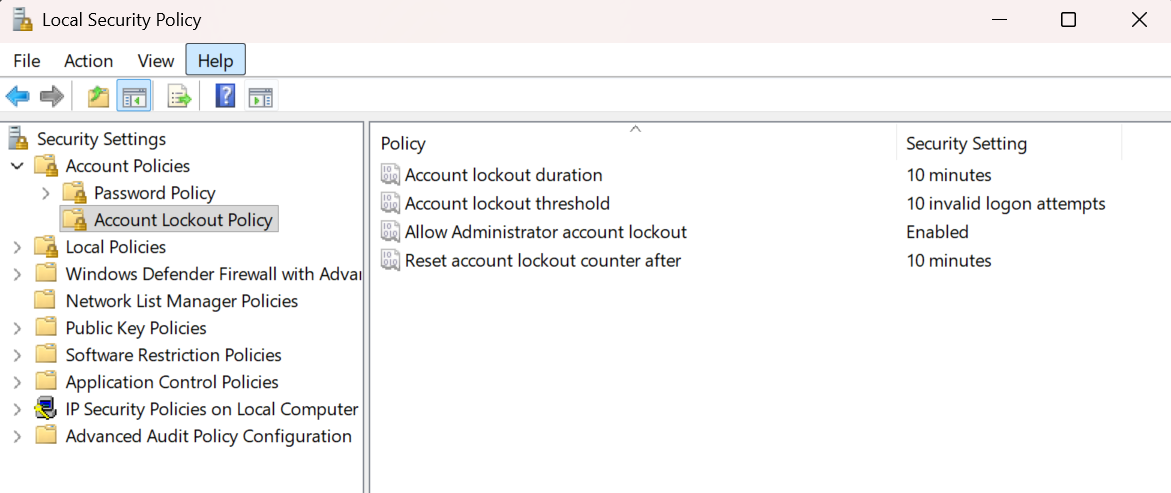 Local Security Policy
File Action View Help
Security Settings
Account Policies
Password Policy
Account Lockout Policy
Local Policies
Windows Defender Firewall with Advan
Network List Manager Policies
Public Key Policies
Software Restriction Policies
Application Control Policies
IP Security Policies on Local Computer
Advanced Audit Policy Configuration
Policy Security Setting
Account lockout duration 10 minutes
Account lockout threshold 10 invalid logon attempts
Allow Administrator account lockout Enabled
Reset account lockout counter after 10 minutes